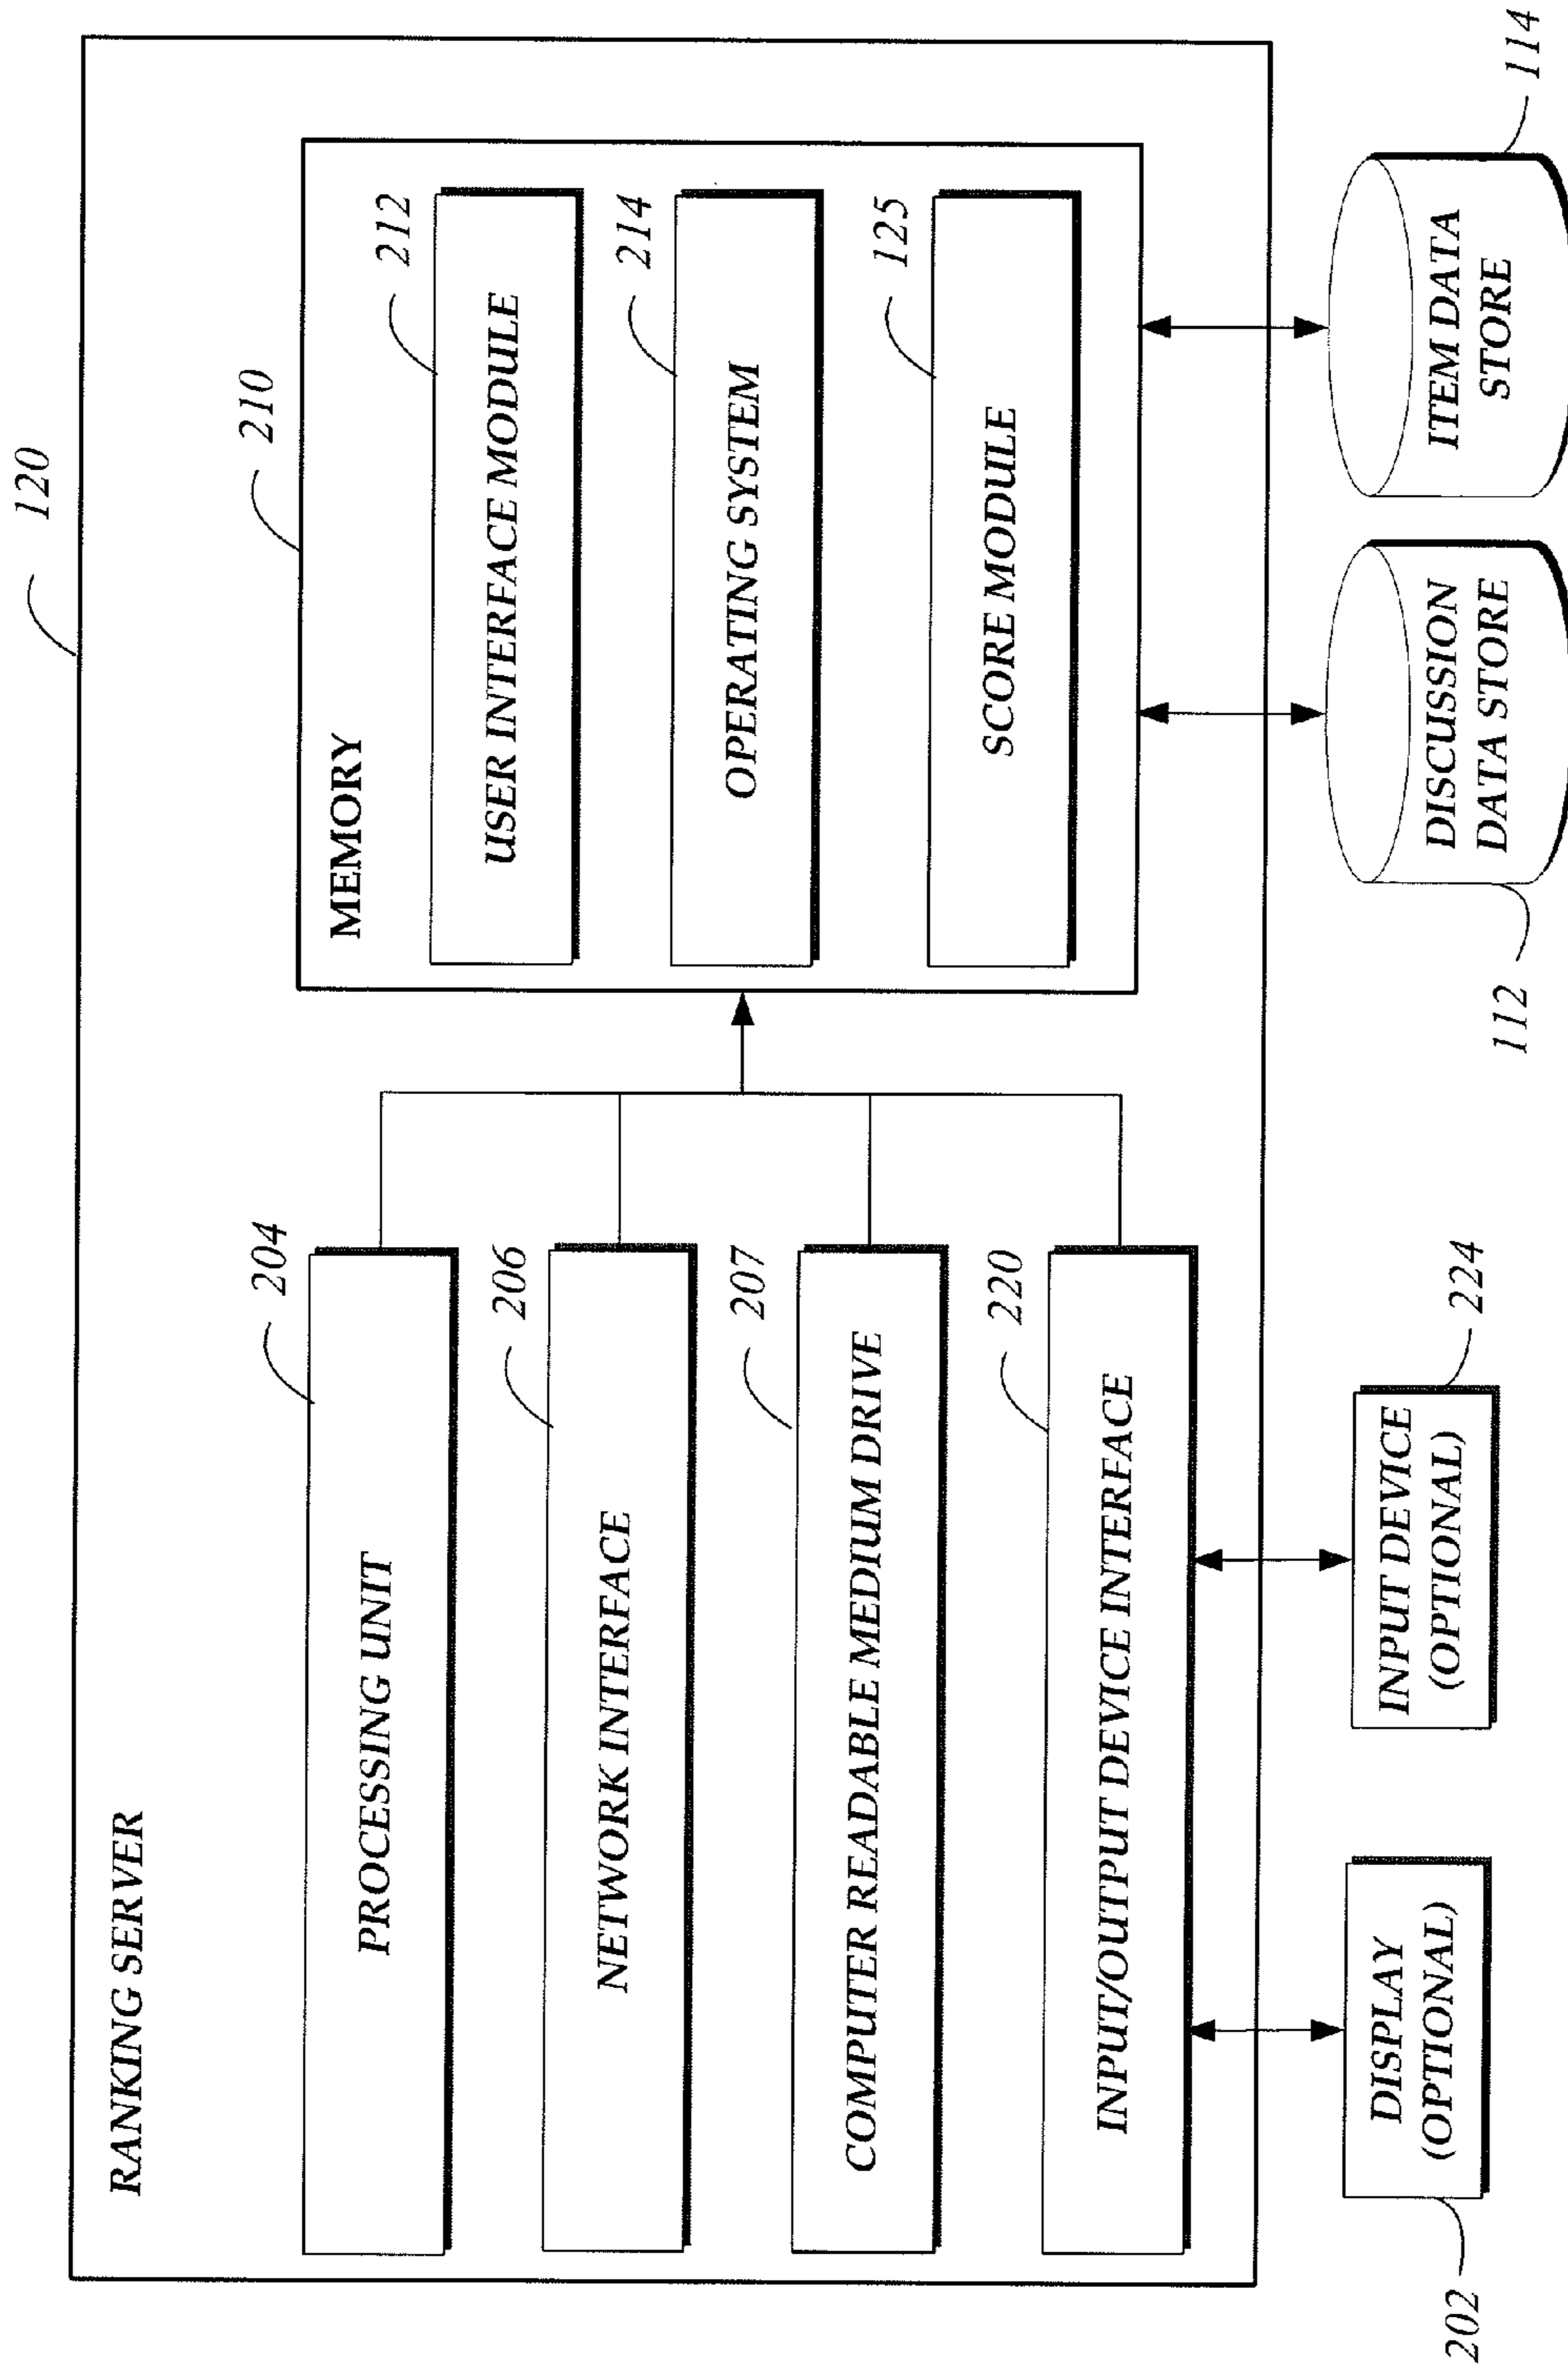 120
RANKING SERVER
204
PROCESSING UNIT
206
NETWORK INTERFACE
207
COMPUTER READABLE MEDIUM DRIVE
220
INPUT/OUTPUT DEVICE INTERFACE
210
MEMORY
212
USER INTERFACE MODULE
214
OPERATING SYSTEM
125
SCORE MODULE
202
DISPLAY
(OPTIONAL)
INPUT DEVICE
(OPTIONAL)
224
112
DISCUSSION
DATA STORE
ITEM DATA
STORE
114